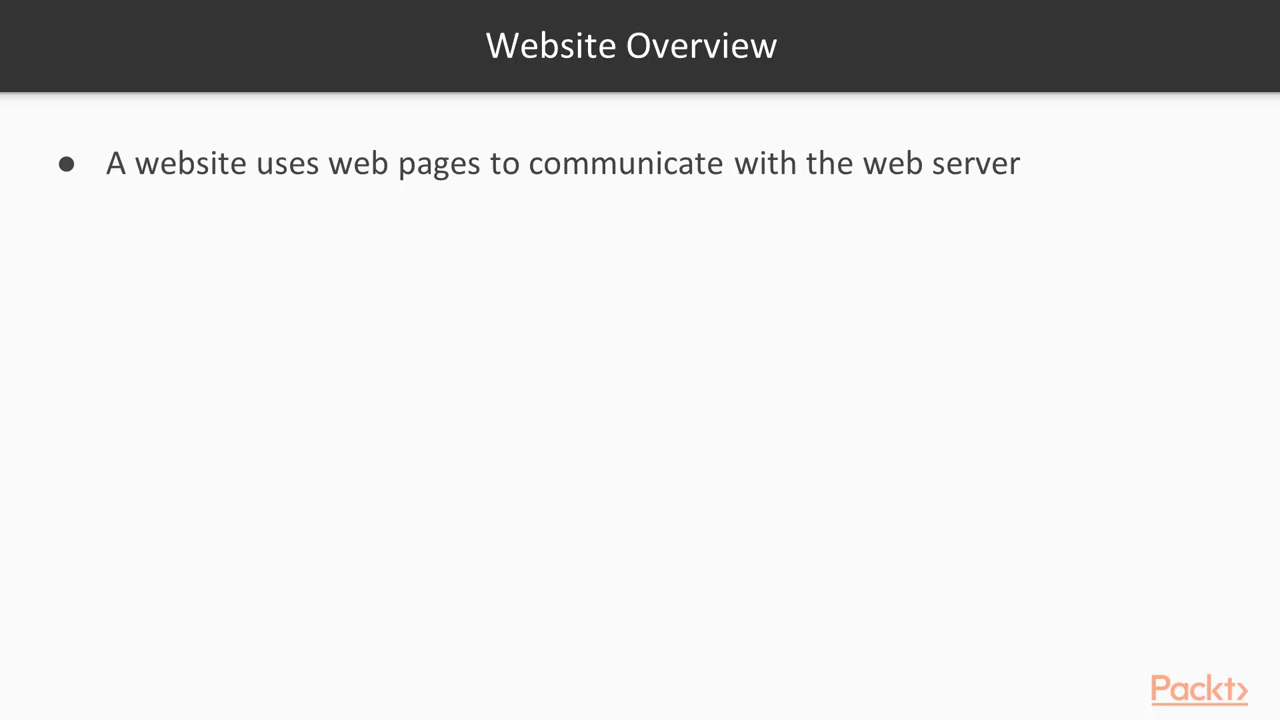 Website Overview
● A website uses web pages to communicate with the web server
Packt>